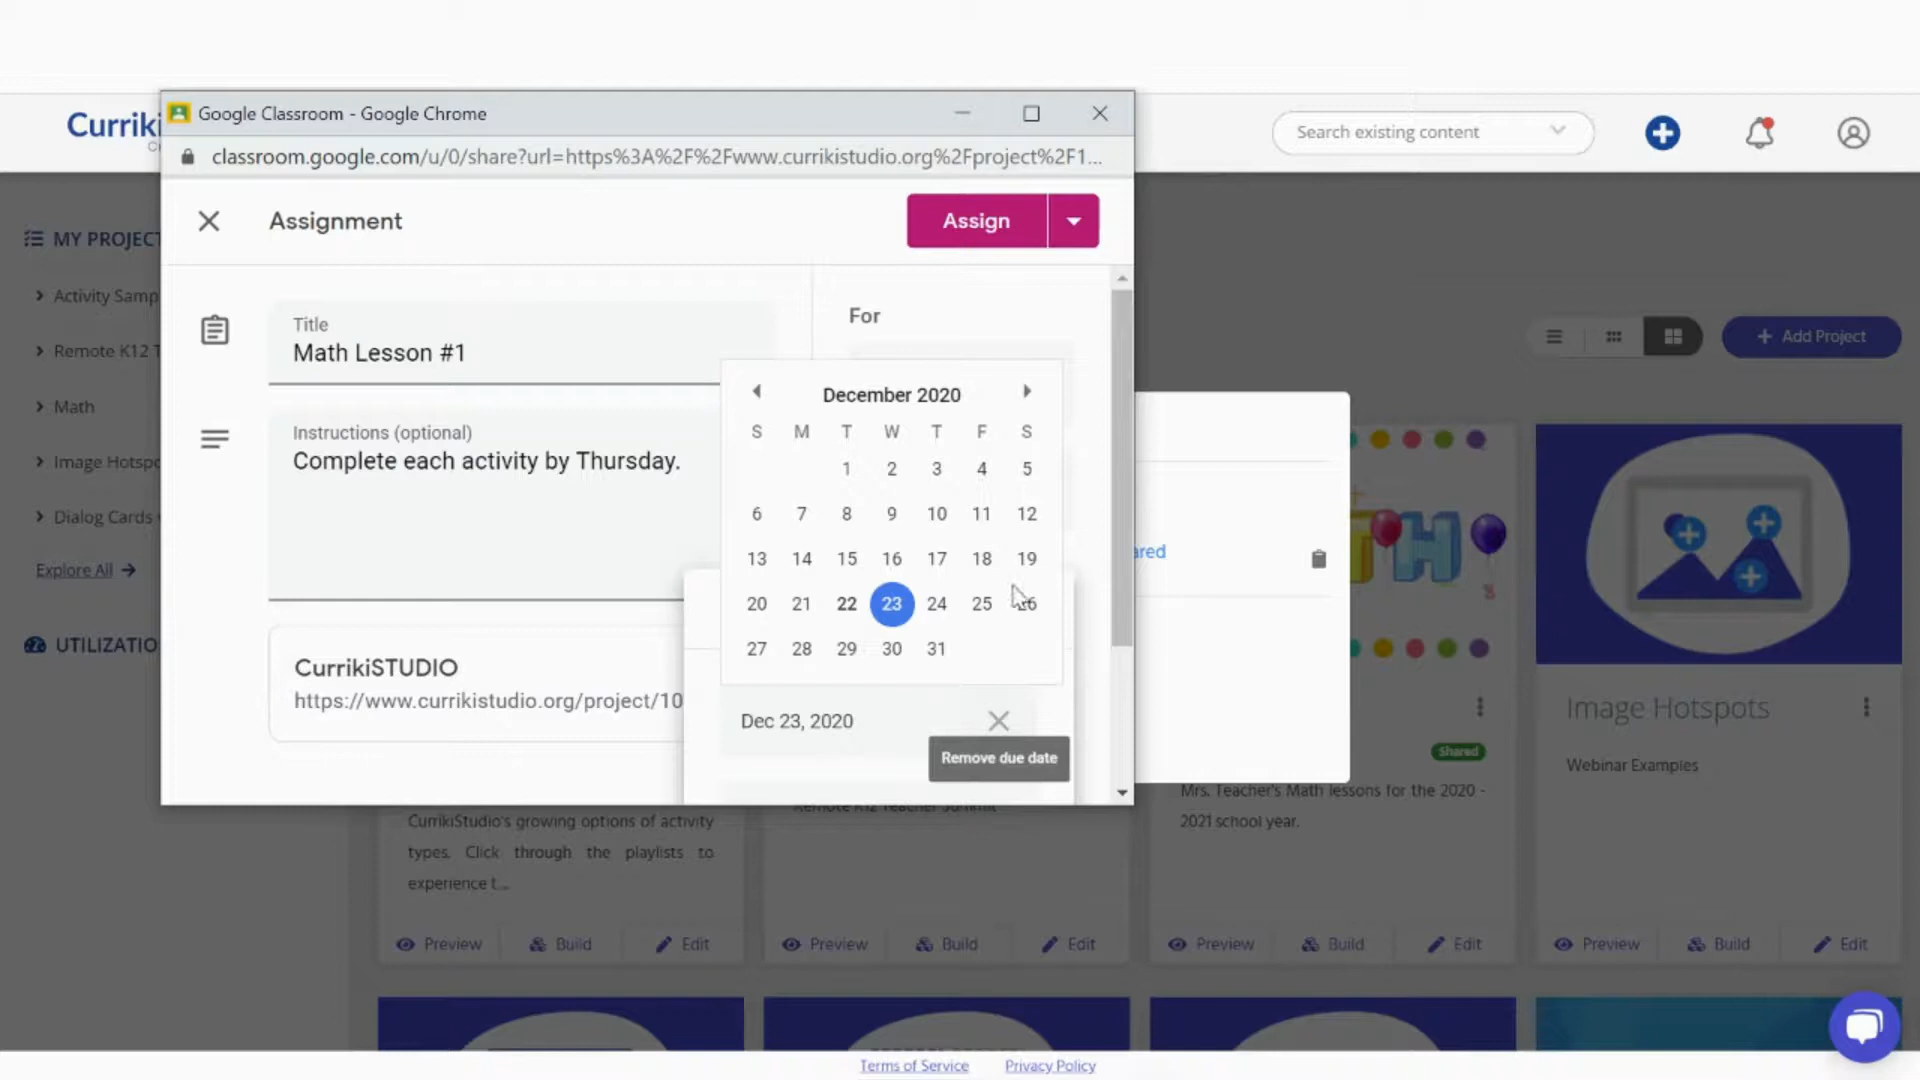 Curriki
Google Classroom - Google Chrome
classroom.google.com/u/0/share?url=https%3A%2F%2Fwww.currikistudio.org%2Fproject%2F1...
Search existing content
Assignment
Assign
MY PROJECT
Activity Samp
Remote K12 T
Math
Image Hotspo
Dialog Cards
Explore All
UTILIZATIO
Title
Math Lesson #1
For
Instructions (optional)
Complete each activity by Thursday.
December 2020
S M T W T F S
1 2 3 4 5
6 7 8 9 10 11 12
13 14 15 16 17 18 19
20 21 22 23 24 25 26
27 28 29 30 31
CurrikiSTUDIO
https://www.currikistudio.org/project/10
Dec 23, 2020
Remove due date
Add Project
ared
Image Hotspots
Shared
Webinar Examples
Remote K12 Teacher Summit
Mrs. Teacher's Math lessons for the 2020 -
2021 school year.
CurrikiStudio's growing options of activity
types. Click through the playlists to
experience t...
Preview Build Edit
Preview Build Edit
Preview Build Edit
Preview Build Edit
Terms of Service Privacy Policy